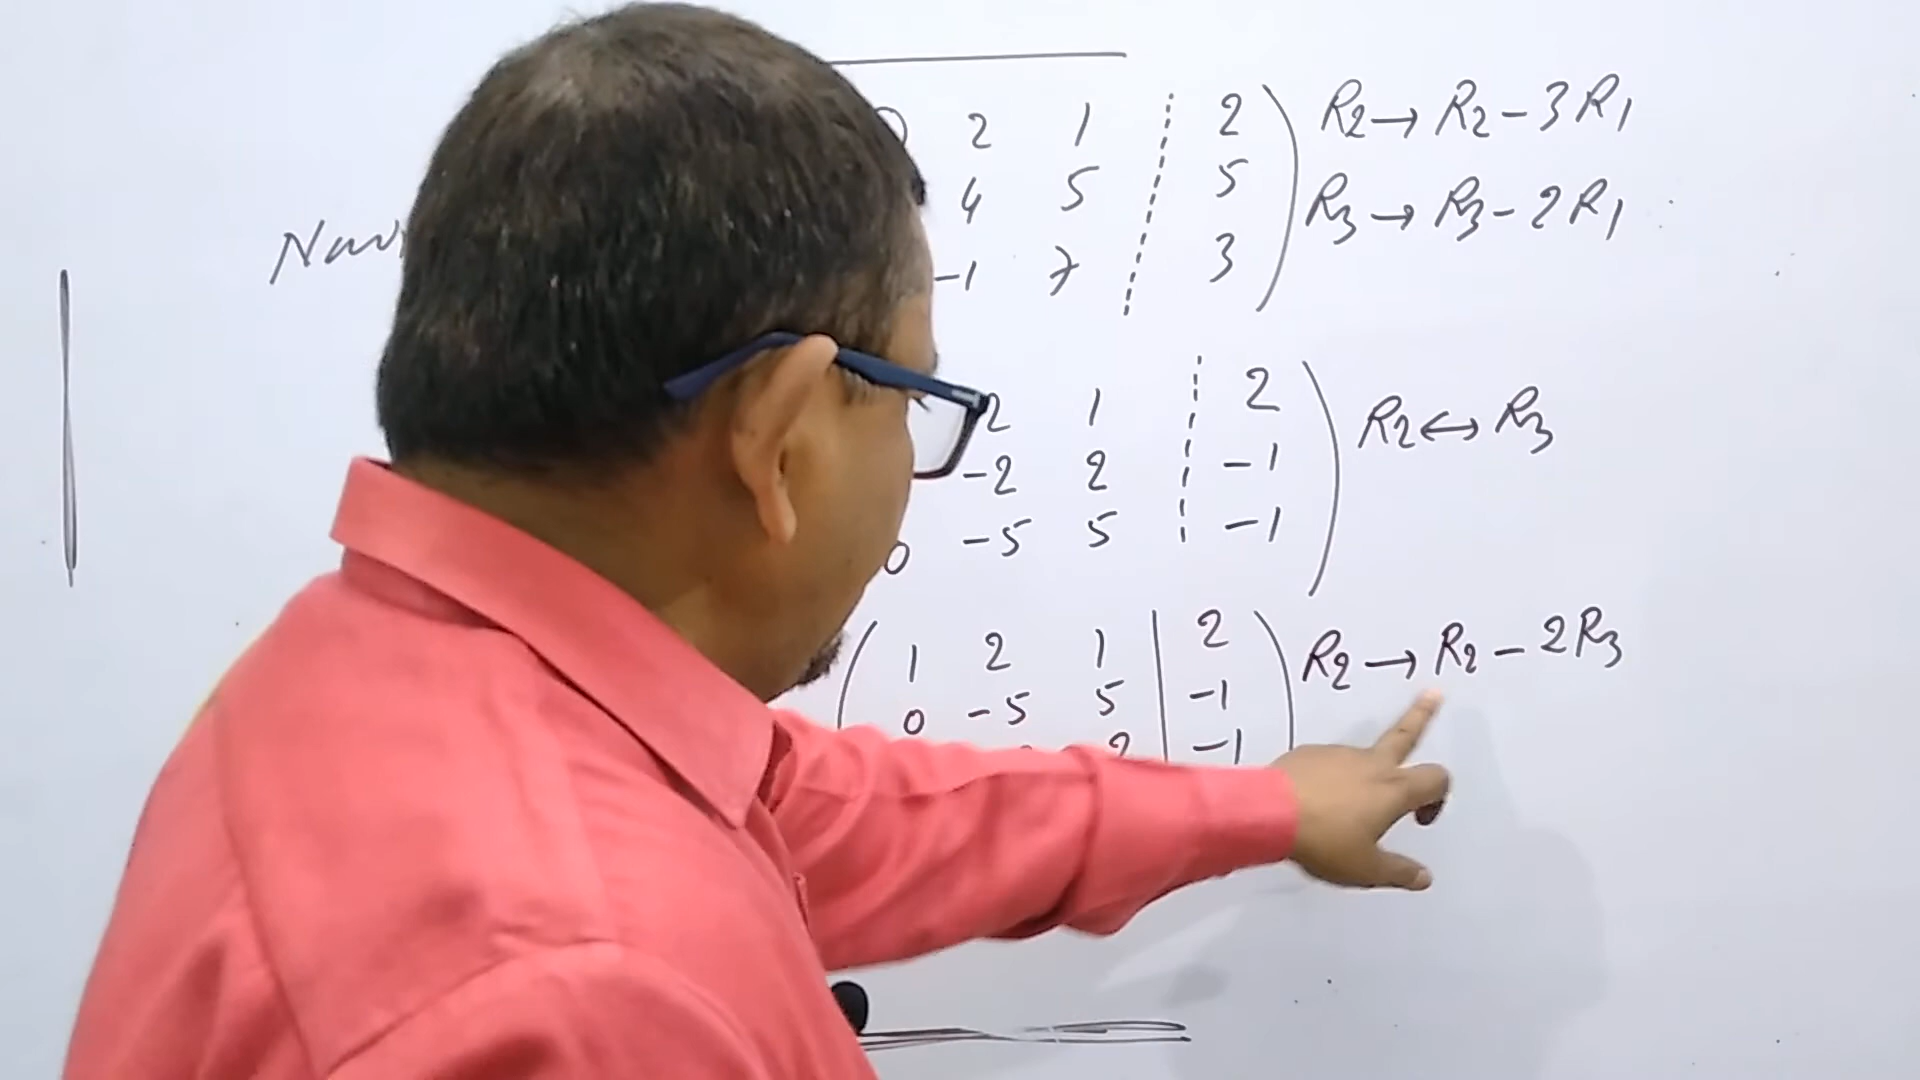 2 1 2 R2 → R2 - 3R1
4 5 5 R3 → R3 - 2R1
-1 7 3
2 1 2 R2 ↔ R3
-2 2 -1
0 -5 5 -1
1 2 1 2 R2 → R2 - 2R3
0 -5 5 -1
2 -1